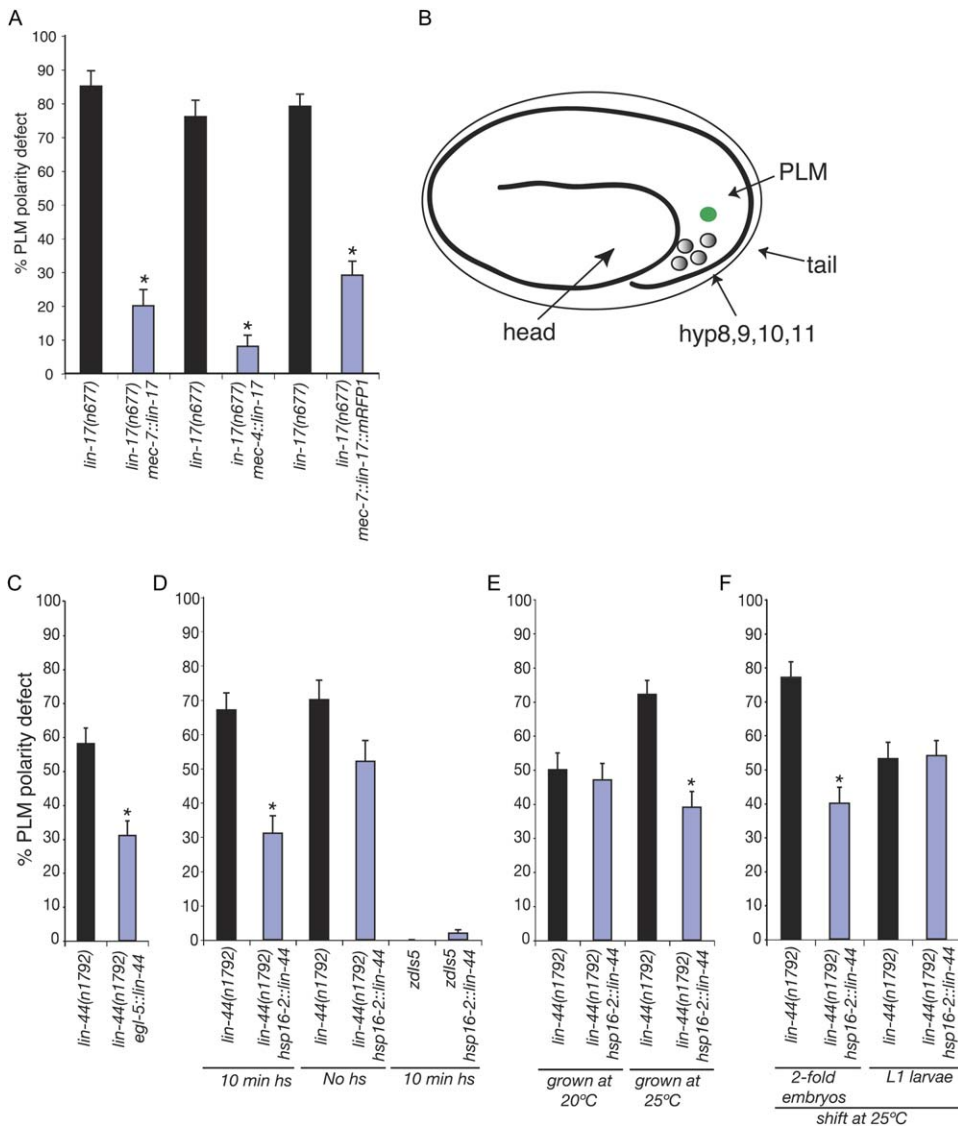 A
% PLM polarity defect
100
90
80
70
60
50
40
30
20
10
0
*
*
*
lin-17(n677)
lin-17(n677)
mec-7::lin-17
lin-17(n677)
in-17(n677)
mec-4::lin-17
lin-17(n677)
lin-17(n677)
mec-7::lin-17::mRFP1
B
PLM
tail
head
hyp8,9,10,11
C
% PLM polarity defect
100
90
80
70
60
50
40
30
20
10
0
*
lin-44(n1792)
lin-44(n1792)
egl-5::lin-44
D
100
90
80
70
60
50
40
30
20
10
0
*
lin-44(n1792)
lin-44(n1792)
hsp16-2::lin-44
lin-44(n1792)
lin-44(n1792)
hsp16-2::lin-44
zdIs5
zdIs5
hsp16-2::lin-44
10 min hs
No hs
10 min hs
E
100
90
80
70
60
50
40
30
20
10
0
*
lin-44(n1792)
lin-44(n1792)
hsp16-2::lin-44
lin-44(n1792)
lin-44(n1792)
hsp16-2::lin-44
grown at
20ºC
grown at
25ºC
F
100
90
80
70
60
50
40
30
20
10
0
*
lin-44(n1792)
lin-44(n1792)
hsp16-2::lin-44
lin-44(n1792)
lin-44(n1792)
hsp16-2::lin-44
2-fold
embryos
L1 larvae
shift at 25ºC